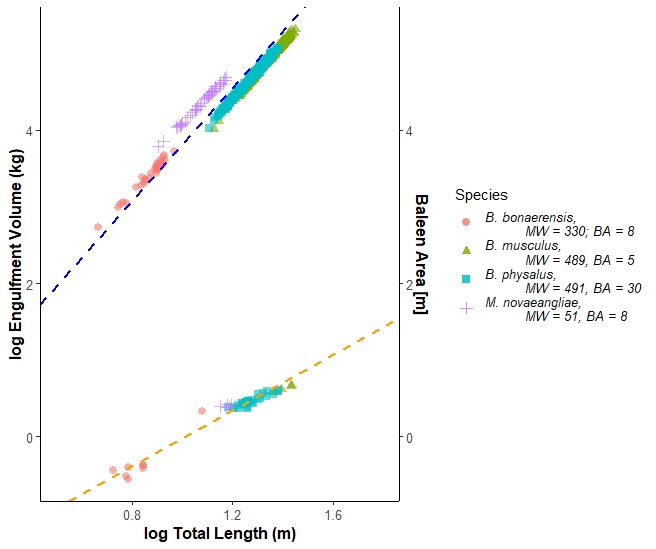 log Engulfment Volume (kg)
4
2
0
0.8
1.2
1.6
log Total Length (m)
4
2
0
Baleen Area [m]
Species
B. bonaerensis,
MW = 330; BA = 8
B. musculus,
MW = 489, BA = 5
B. physalus,
MW = 491, BA = 30
M. novaeangliae,
MW = 51, BA = 8